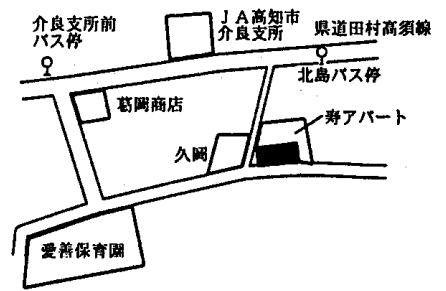 介良支所前
バス停
ＪＡ高知市
介良支所
県道田村高須線
北島バス停
葛岡商店
寿アパート
久岡
愛善保育園